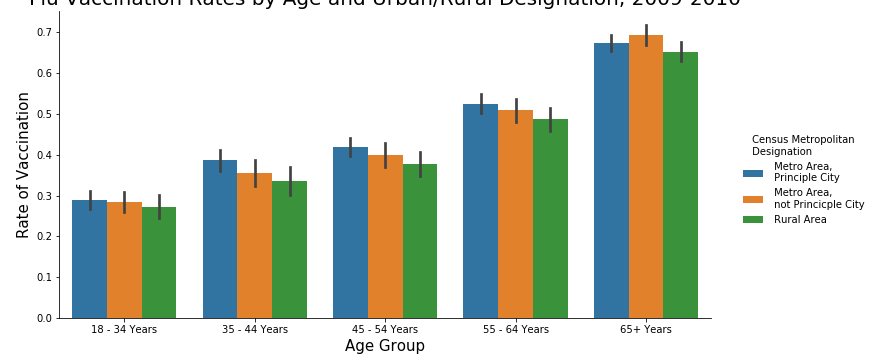 Flu Vaccination Rates by Age and Urban/Rural Designation, 2009-2010
0.7
0.6
0.5
0.4
0.3
0.2
0.1
0.0
Rate of Vaccination
18 - 34 Years
35 - 44 Years
45 - 54 Years
55 - 64 Years
65+ Years
Age Group
Census Metropolitan
Designation
Metro Area,
Principle City
Metro Area,
not Princicple City
Rural Area